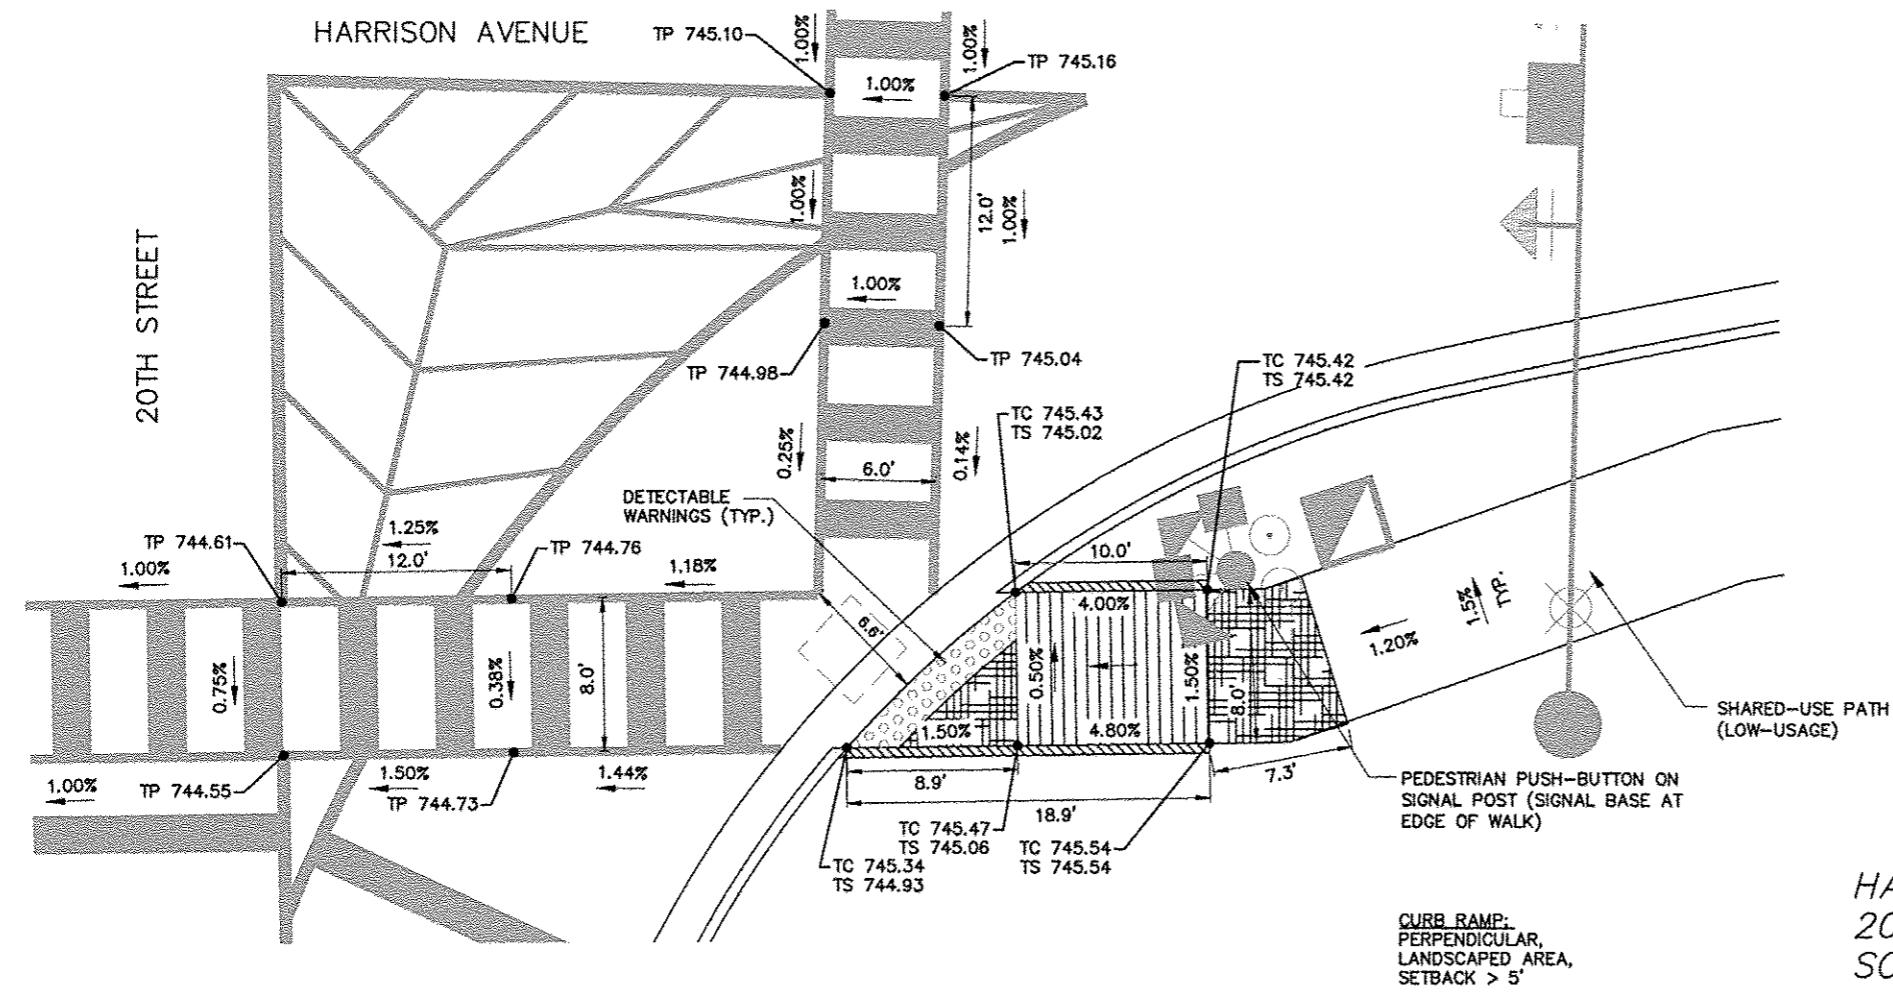 HARRISON AVENUE
20TH STREET
TP 745.10
1.00%
1.00%
TP 745.16
1.00%
1.00%
12.0'
1.00%
1.00%
TP 744.98
TP 745.04
TC 745.42
TS 745.42
TC 745.43
TS 745.02
0.25%
6.0'
0.14%
DETECTABLE
WARNINGS (TYP.)
TP 744.61
1.25%
12.0'
TP 744.76
1.00%
1.18%
10.0'
4.00%
6.6'
0.75%
0.38%
8.0'
0.50%
1.50%
8.0'
1.20%
1.5%
TYP.
1.50%
4.80%
SHARED-USE PATH
(LOW-USAGE)
1.00%
TP 744.55
1.50%
TP 744.73
1.44%
8.9'
18.9'
7.3'
PEDESTRIAN PUSH-BUTTON ON
SIGNAL POST (SIGNAL BASE AT
EDGE OF WALK)
TC 745.47
TS 745.06
TC 745.54
TS 745.54
TC 745.34
TS 744.93
CURB RAMP:
PERPENDICULAR,
LANDSCAPED AREA,
SETBACK > 5'
HA
20
SO